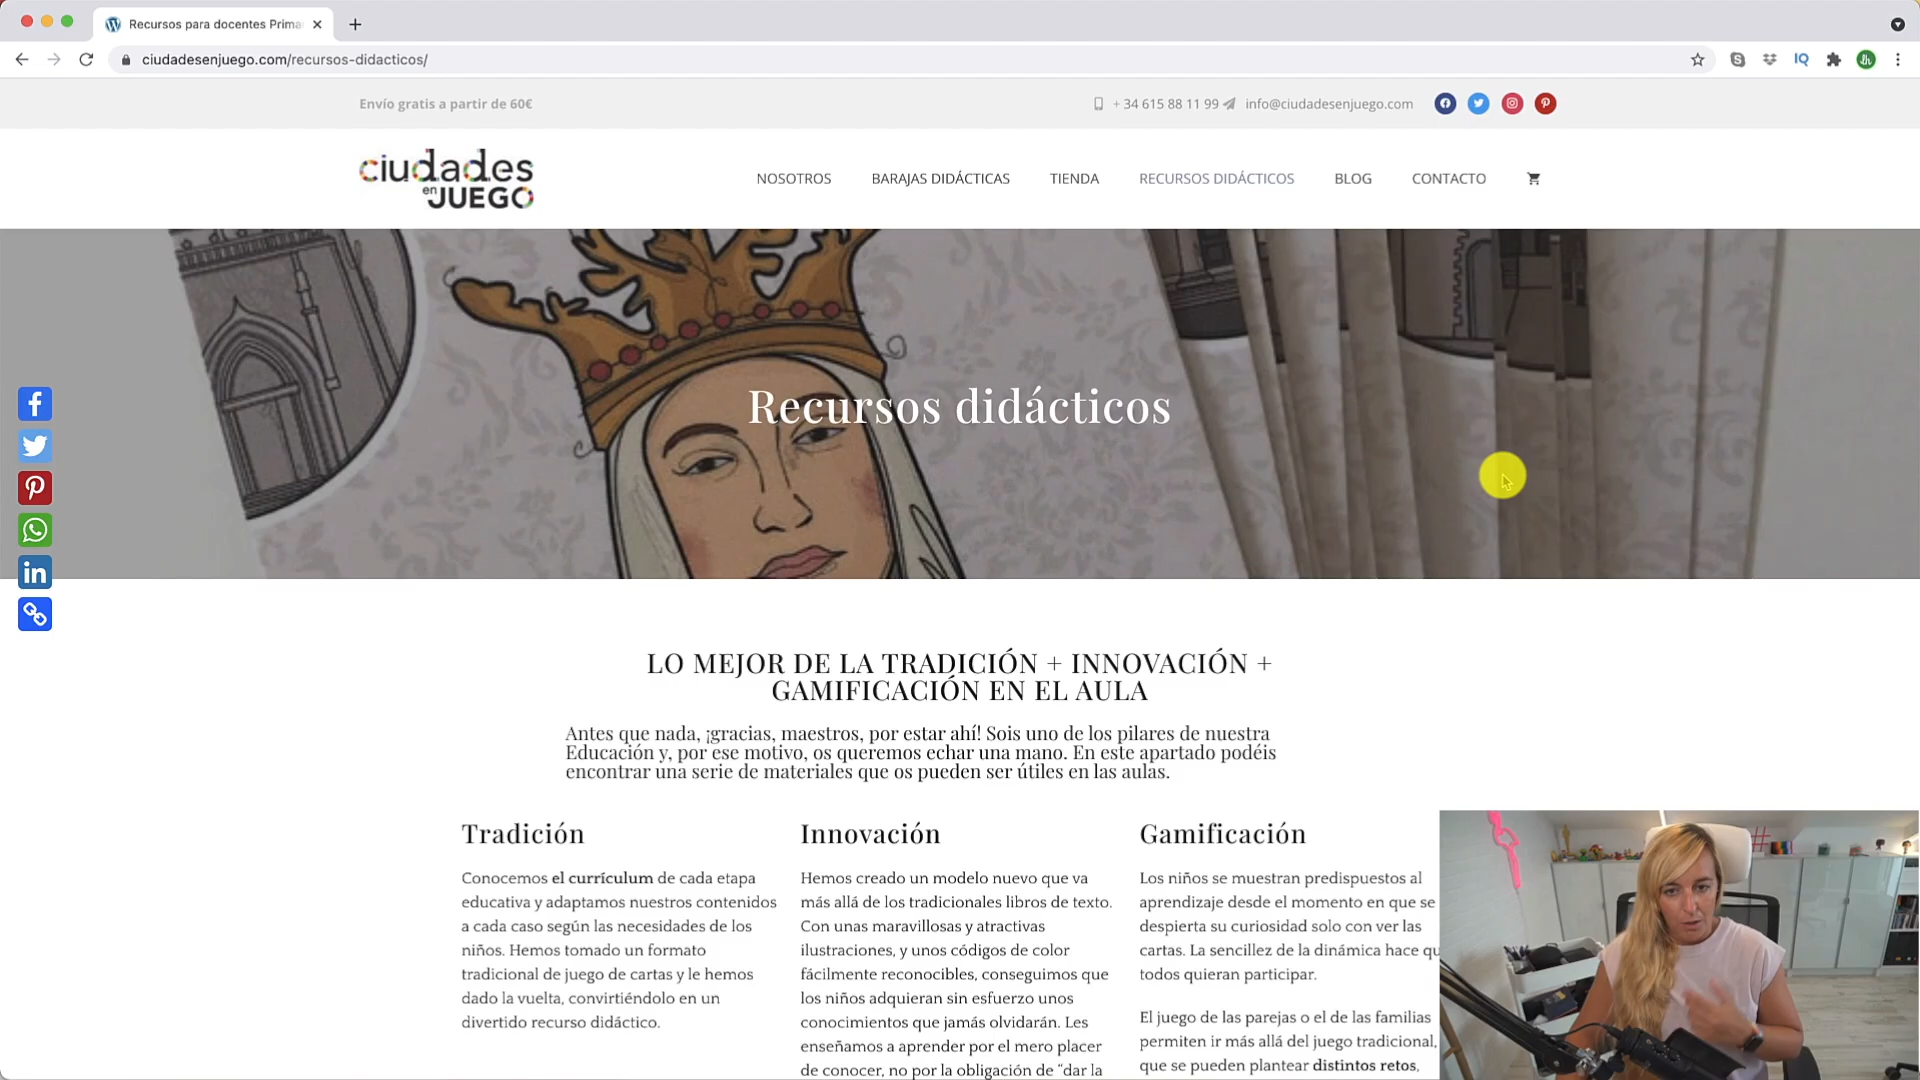 Recursos para docentes Prima
ciudadesenjuego.com/recursos-didacticos/
IQ
Envío gratis a partir de 60€
+ 34 615 88 11 99
info@ciudadesenjuego.com
ciudades
en
JUEGO
NOSOTROS
BARAJAS DIDÁCTICAS
TIENDA
RECURSOS DIDÁCTICOS
BLOG
CONTACTO
Recursos didácticos
LO MEJOR DE LA TRADICIÓN + INNOVACIÓN +
GAMIFICACIÓN EN EL AULA
Antes que nada, ¡gracias, maestros, por estar ahí! Sois uno de los pilares de nuestra
Educación y, por ese motivo, os queremos echar una mano. En este apartado podéis
encontrar una serie de materiales que os pueden ser útiles en las aulas.
Tradición
Conocemos el currículum de cada etapa
educativa y adaptamos nuestros contenidos
a cada caso según las necesidades de los
niños. Hemos tomado un formato
tradicional de juego de cartas y le hemos
dado la vuelta, convirtiéndolo en un
divertido recurso didáctico.
Innovación
Hemos creado un modelo nuevo que va
más allá de los tradicionales libros de texto.
Con unas maravillosas y atractivas
ilustraciones, y unos códigos de color
fácilmente reconocibles, conseguimos que
los niños adquieran sin esfuerzo unos
conocimientos que jamás olvidarán. Les
enseñamos a aprender por el mero placer
de conocer, no por la obligación de “dar la
Gamificación
Los niños se muestran predispuestos al
aprendizaje desde el momento en que se
despierta su curiosidad solo con ver las
cartas. La sencillez de la dinámica hace qu
todos quieran participar.
El juego de las parejas o el de las familias
permiten ir más allá del juego tradicional,
que se pueden plantear distintos retos,